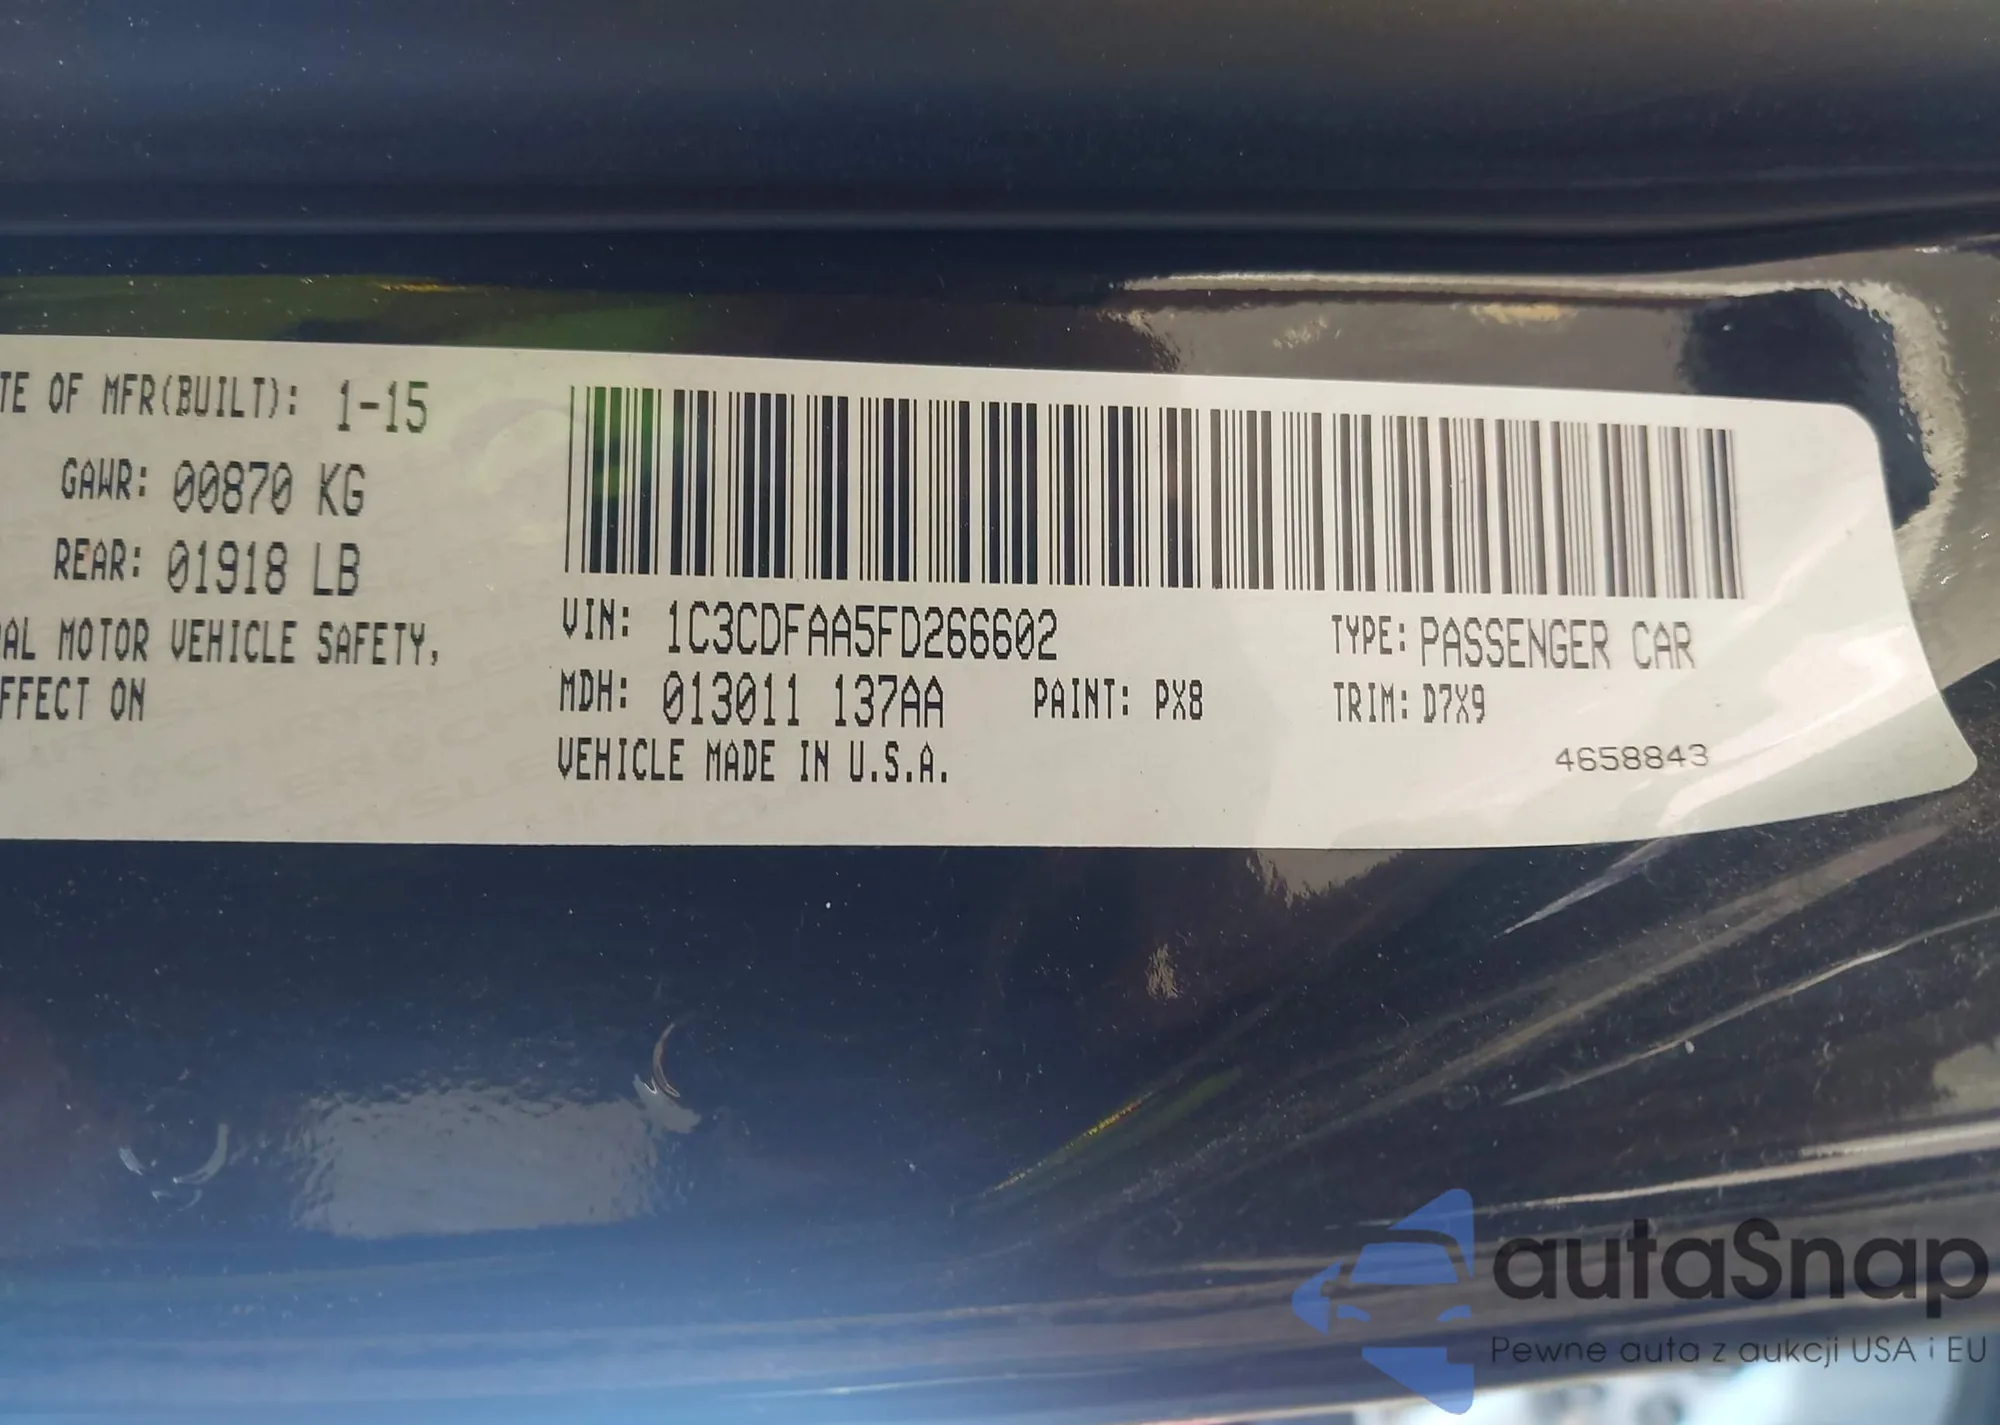 TE OF MFR(BUILT): 1-15
GAWR: 00870 KG
REAR: 01918 LB
AL MOTOR VEHICLE SAFETY,
FFECT ON
VIN: 1C3CDFAA5FD266602 TYPE: PASSENGER CAR
MDH: 013011 137AA PAINT: PX8 TRIM: D7X9
VEHICLE MADE IN U.S.A.
4658843
autaSnap
Pewne auta z aukcji USA i EU